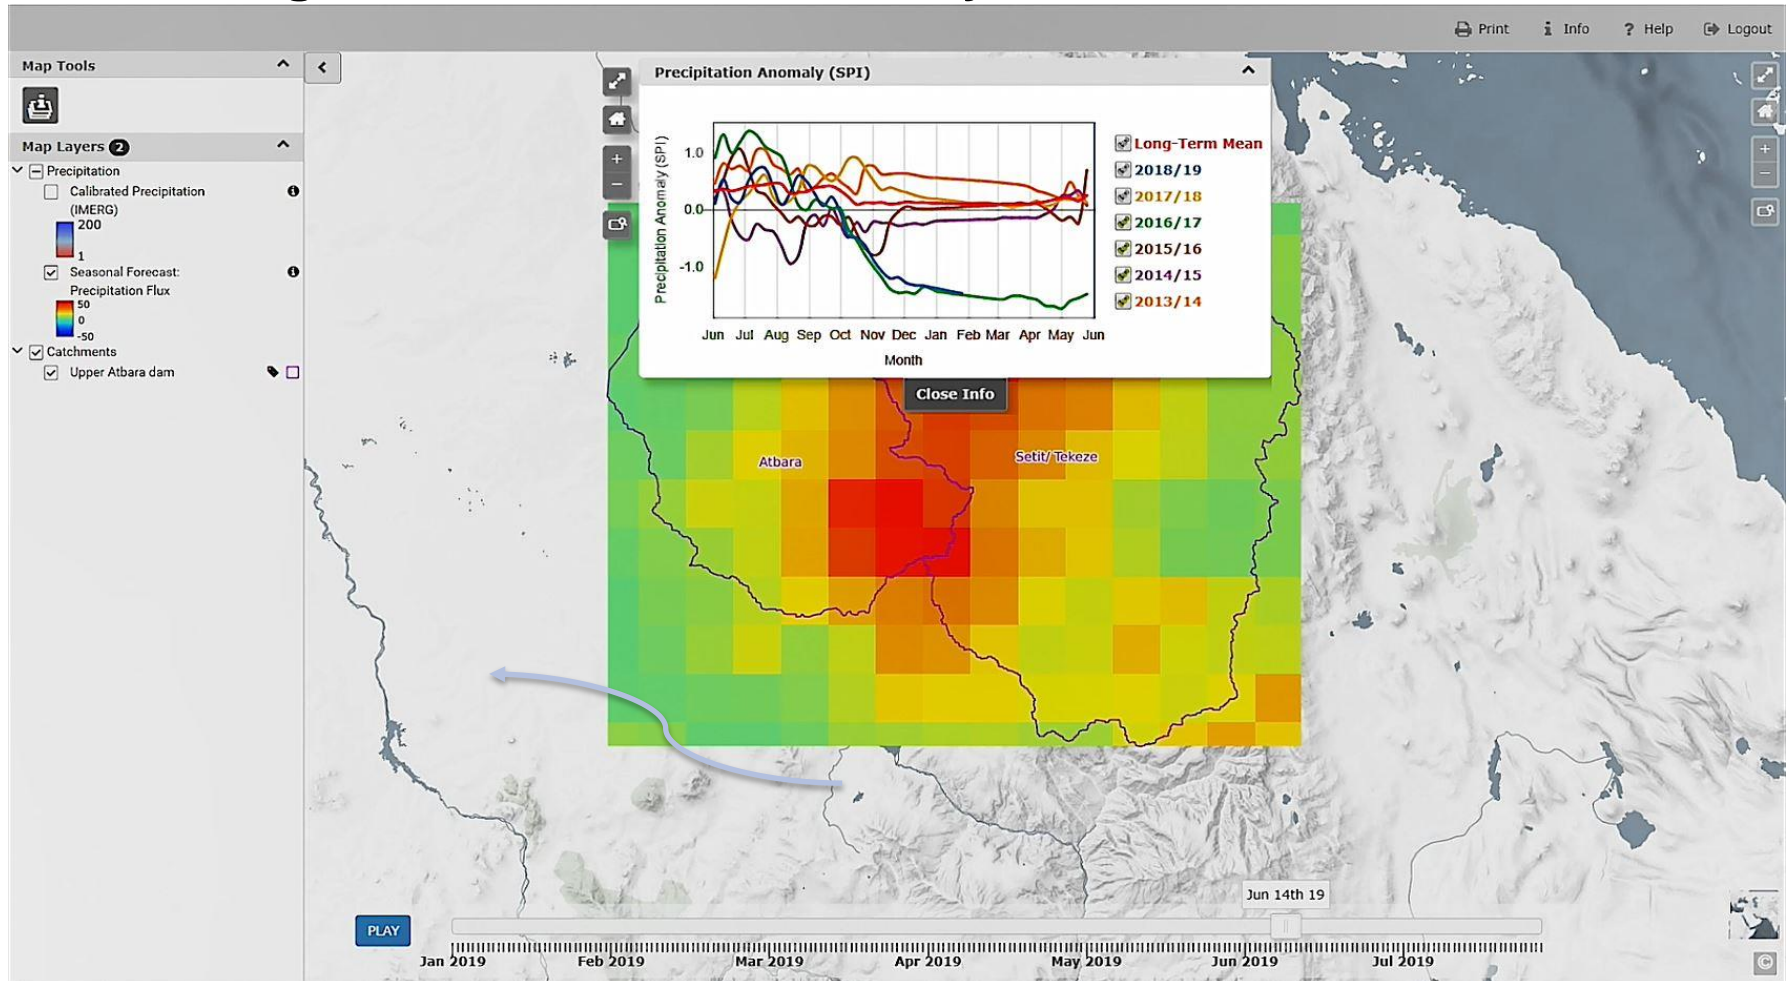 Print
Info
Help
Logout
Map Tools
Map Layers 2
Precipitation
Calibrated Precipitation
(IMERG)
200
1
Seasonal Forecast:
Precipitation Flux
50
0
-50
Catchments
Upper Atbara dam
Precipitation Anomaly (SPI)
Precipitation Anomaly (SPI)
1.0
0.0
-1.0
Jun Jul Aug Sep Oct Nov Dec Jan Feb Mar Apr May Jun
Month
Long-Term Mean
2018/19
2017/18
2016/17
2015/16
2014/15
2013/14
Close Info
Atbara
Setit/ Tekeze
Jun 14th 19
PLAY
Jan 2019 Feb 2019 Mar 2019 Apr 2019 May 2019 Jun 2019 Jul 2019
©